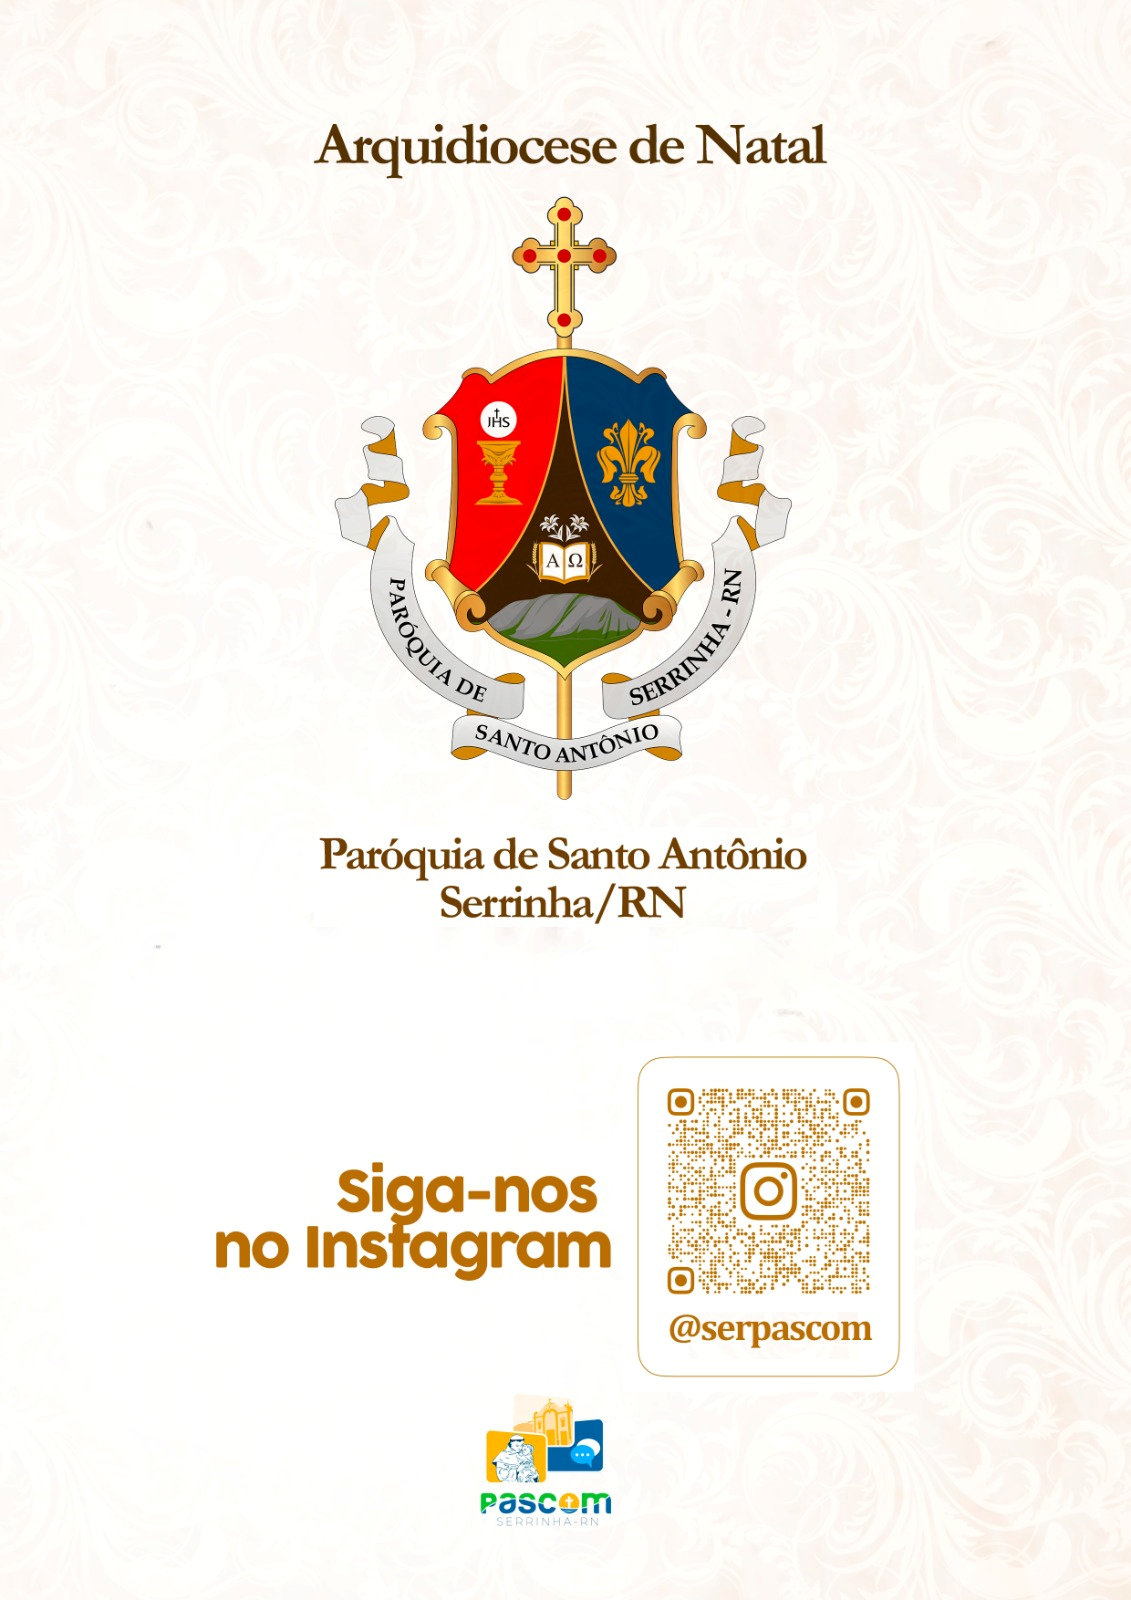 Arquidiocese de Natal
JHS
Α Ω
PARÓQUIA DE
SANTO ANTÔNIO
SERRINHA - RN
Paróquia de Santo Antônio
Serrinha/RN
Siga-nos
no Instagram
@serpascom
PASCOM
SERRINHA-RN